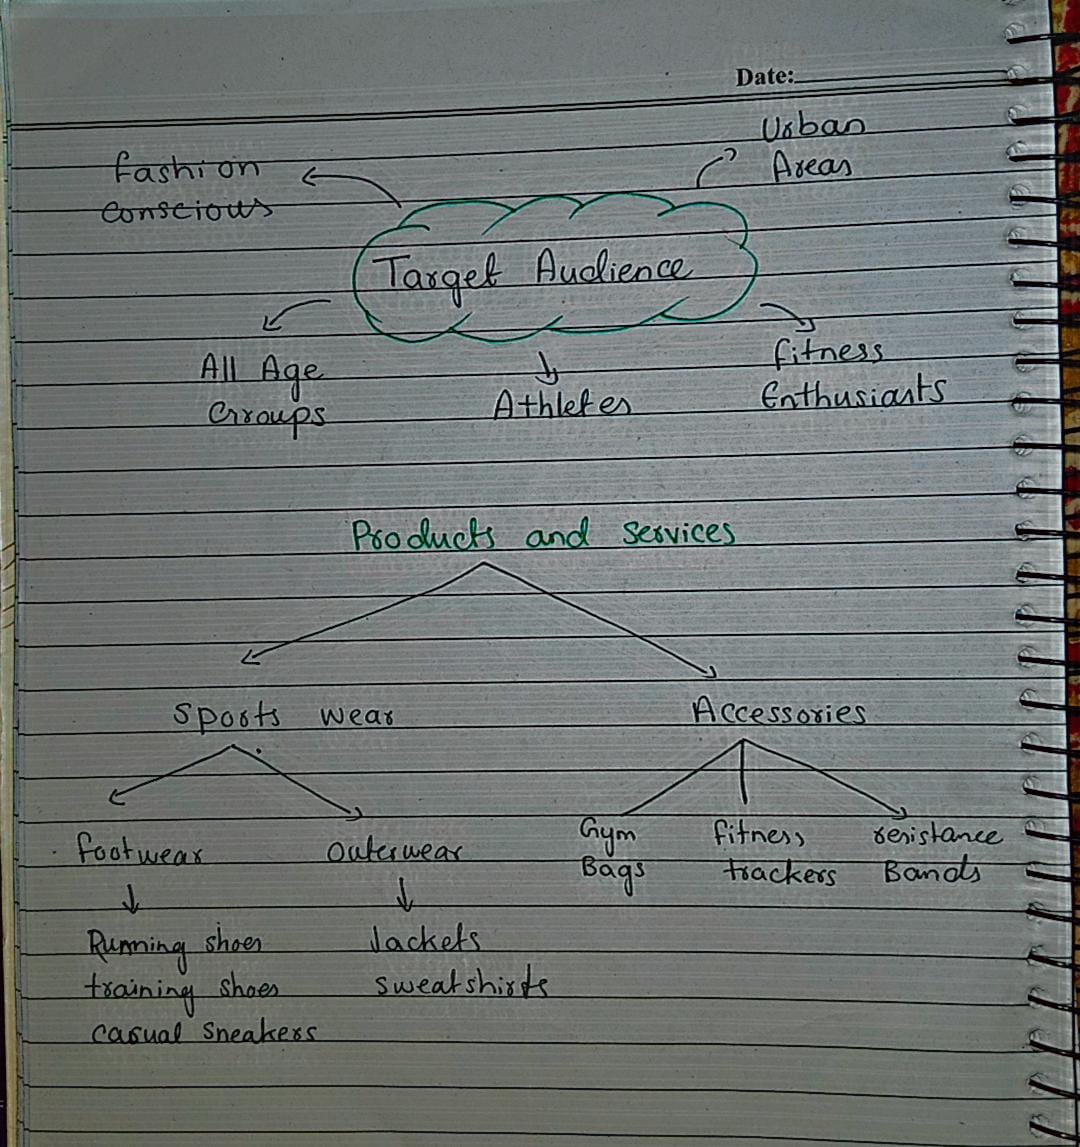 Date:
Urban
Areas
fashion
conscious
Target Audience
All Age
Groups
Athletes
fitness
Enthusiasts
Products and services
Sports wear
Accessories
footwear
outerwear
Gym
Bags
fitness
trackers
resistance
Bands
Running shoes
training shoes
casual sneakers
Jackets
sweatshirts